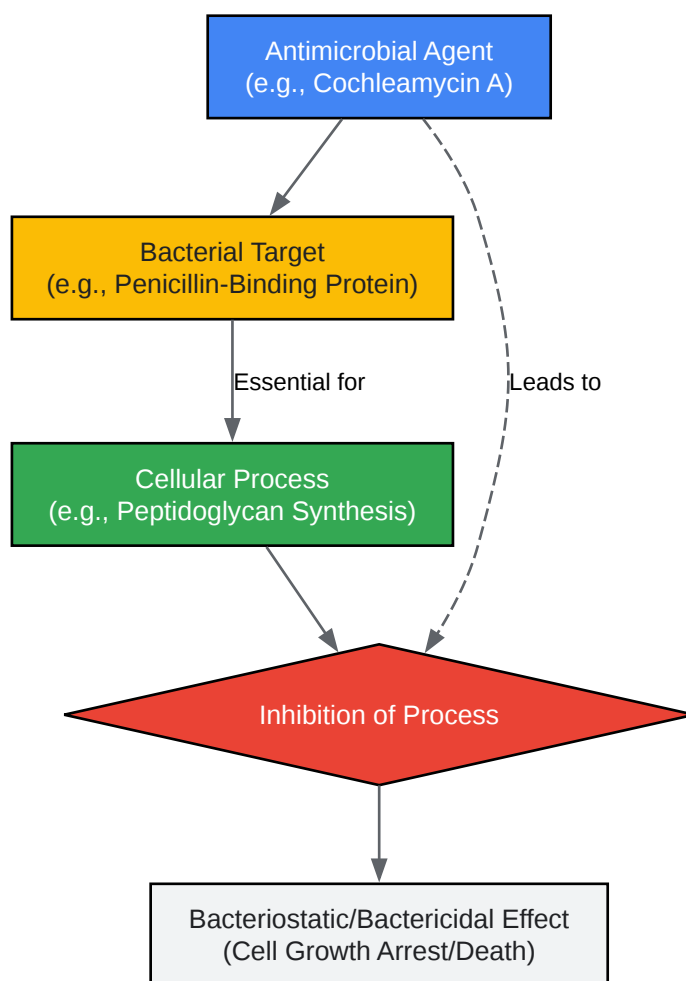 Antimicrobial Agent
(e.g., Cochleamycin A)
Bacterial Target
(e.g., Penicillin-Binding Protein)
Essential for
Leads to
Cellular Process
(e.g., Peptidoglycan Synthesis)
Inhibition of Process
Bacteriostatic/Bactericidal Effect
(Cell Growth Arrest/Death)